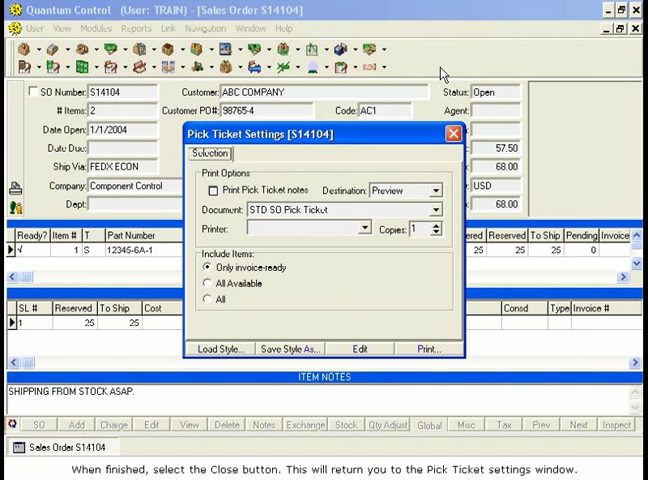 Quantum Control (User: TRAIN) - [Sales Order S14104]
User View Modules Reports Link Navigation Window Help
SO Number: S14104 Customer: ABC COMPANY Status: Open
# Items: 2 Customer PO#: 98765-4 Code: AC1 Agent:
Date Open: 1/1/2004
Date Due: 57.50
Ship Via: FEDX ECON 68.00
Company: Component Control USD
Dept: 68.00
Pick Ticket Settings [S14104]
Selection
Print Options
Print Pick Ticket notes Destination: Preview
Document: STD SO Pick Ticket
Printer: Copies: 1
Include Items:
Only invoice-ready
All Available
All
Load Style... Save Style As... Edit Print...
Ready? Item # T Part Number ered Reserved To Ship Pending Invoice
√ 1 S 12345-6A-1 25 25 25 0
SL # Reserved To Ship Cost Consd Type Invoice #
1 25 25
ITEM NOTES
SHIPPING FROM STOCK ASAP.
SO Add Charge Edit View Delete Notes Exchange Stock Qty Adjust Global Misc Tax Prev Next Inspect
Sales Order S14104
When finished, select the Close button. This will return you to the Pick Ticket settings window.